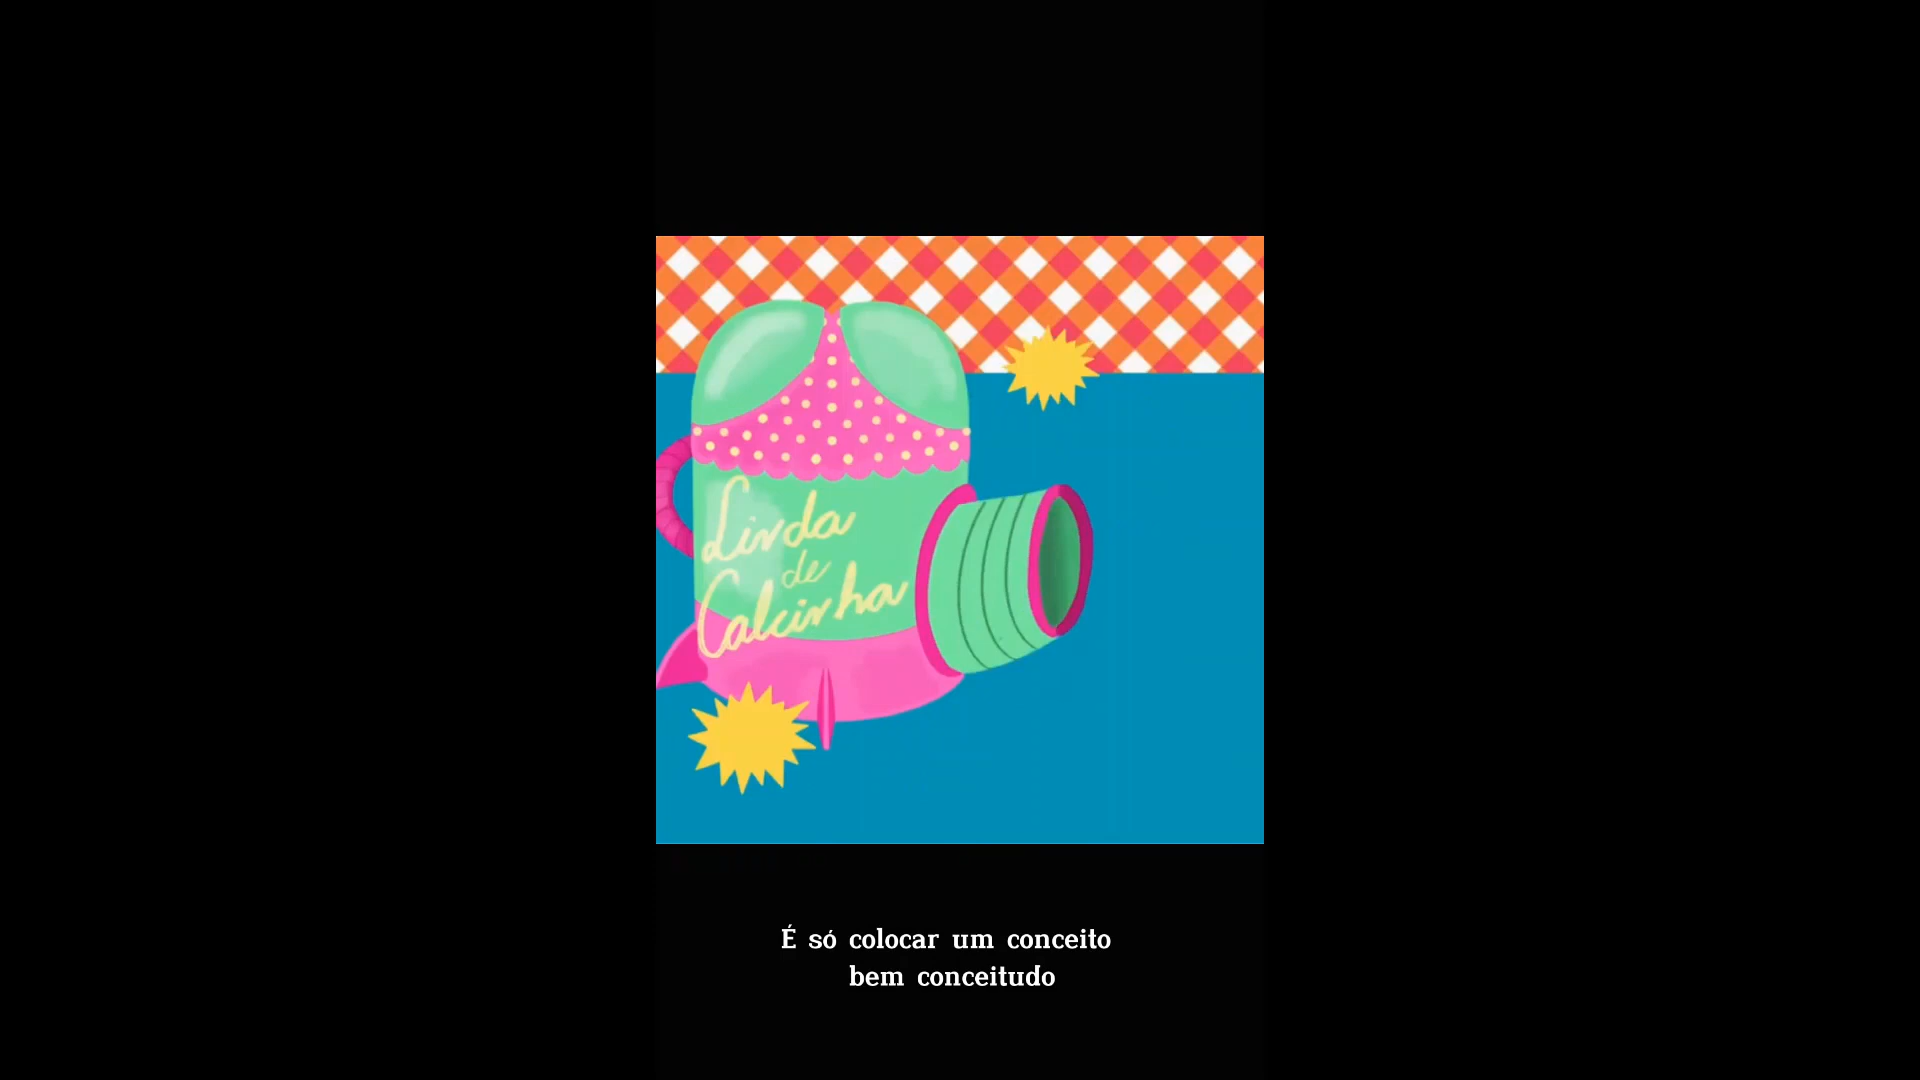 Linda
de
Calcinha
É só colocar um conceito
bem conceitudo